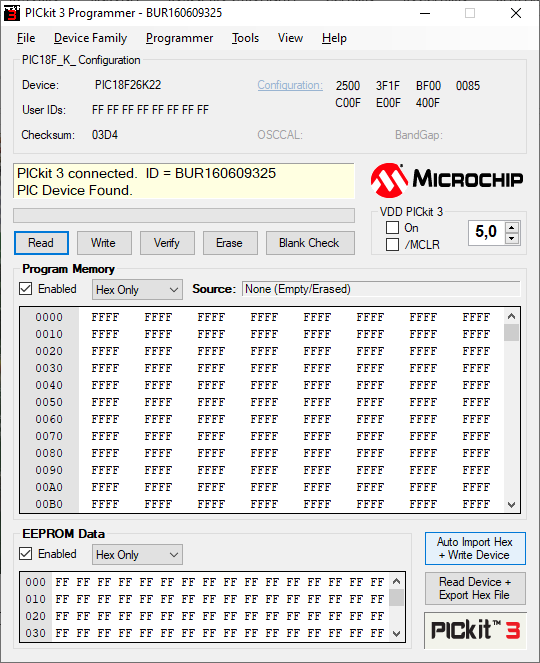 PICkit 3 Programmer - BUR160609325
File Device Family Programmer Tools View Help
PIC18F_K_ Configuration
Device: PIC18F26K22 Configuration: 2500 3F1F BF00 0085
C00F E00F 400F
User IDs: FF FF FF FF FF FF FF FF
Checksum: 03D4 OSCCAL: BandGap:
PICkit 3 connected. ID = BUR160609325
PIC Device Found.
MICROCHIP
VDD PICkit 3
On
/MCLR
5,0
Read Write Verify Erase Blank Check
Program Memory
Enabled Hex Only Source: None (Empty/Erased)
0000 FFFF FFFF FFFF FFFF FFFF FFFF FFFF FFFF
0010 FFFF FFFF FFFF FFFF FFFF FFFF FFFF FFFF
0020 FFFF FFFF FFFF FFFF FFFF FFFF FFFF FFFF
0030 FFFF FFFF FFFF FFFF FFFF FFFF FFFF FFFF
0040 FFFF FFFF FFFF FFFF FFFF FFFF FFFF FFFF
0050 FFFF FFFF FFFF FFFF FFFF FFFF FFFF FFFF
0060 FFFF FFFF FFFF FFFF FFFF FFFF FFFF FFFF
0070 FFFF FFFF FFFF FFFF FFFF FFFF FFFF FFFF
0080 FFFF FFFF FFFF FFFF FFFF FFFF FFFF FFFF
0090 FFFF FFFF FFFF FFFF FFFF FFFF FFFF FFFF
00A0 FFFF FFFF FFFF FFFF FFFF FFFF FFFF FFFF
00B0 FFFF FFFF FFFF FFFF FFFF FFFF FFFF FFFF
EEPROM Data
Enabled Hex Only
000 FF FF FF FF FF FF FF FF FF FF FF FF FF FF FF FF
010 FF FF FF FF FF FF FF FF FF FF FF FF FF FF FF FF
020 FF FF FF FF FF FF FF FF FF FF FF FF FF FF FF FF
030 FF FF FF FF FF FF FF FF FF FF FF FF FF FF FF FF
Auto Import Hex
+ Write Device
Read Device +
Export Hex File
PICkit™ 3